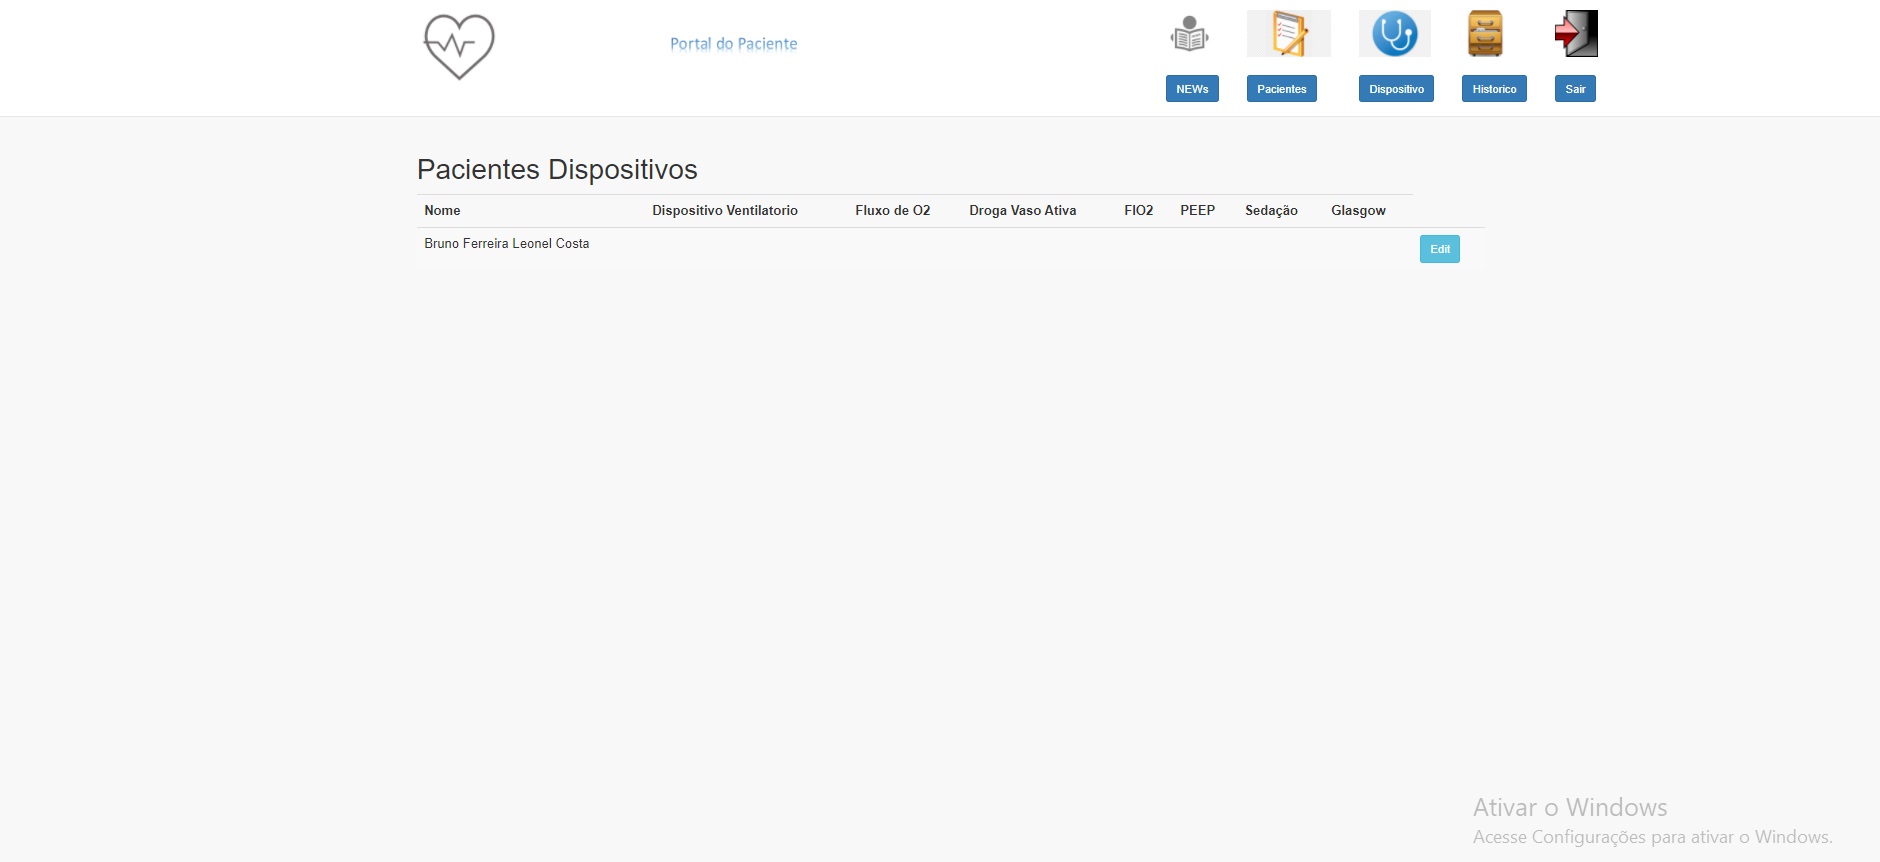 Portal do Paciente
NEWs Pacientes Dispositivo Historico Sair
Pacientes Dispositivos
Nome Dispositivo Ventilatorio Fluxo de O2 Droga Vaso Ativa FIO2 PEEP Sedação Glasgow
Bruno Ferreira Leonel Costa Edit
Ativar o Windows
Acesse Configurações para ativar o Windows.